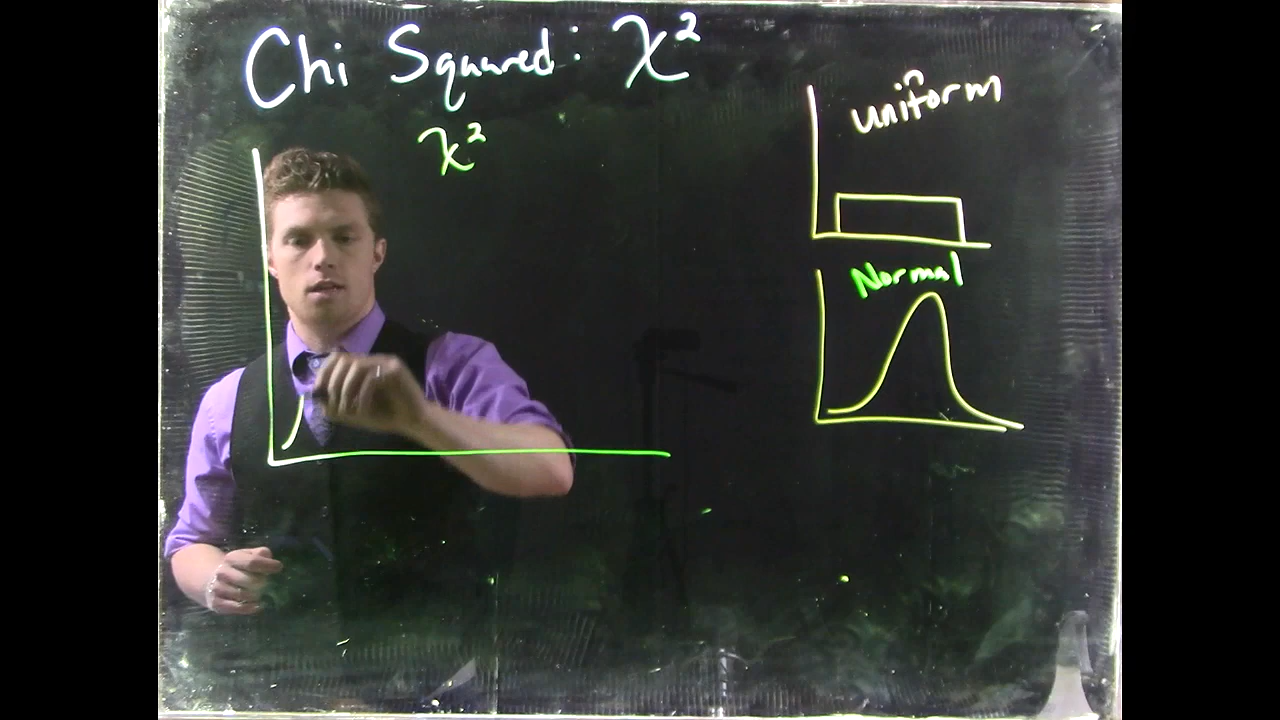 Chi Squared: χ²
χ²
uniform
Normal